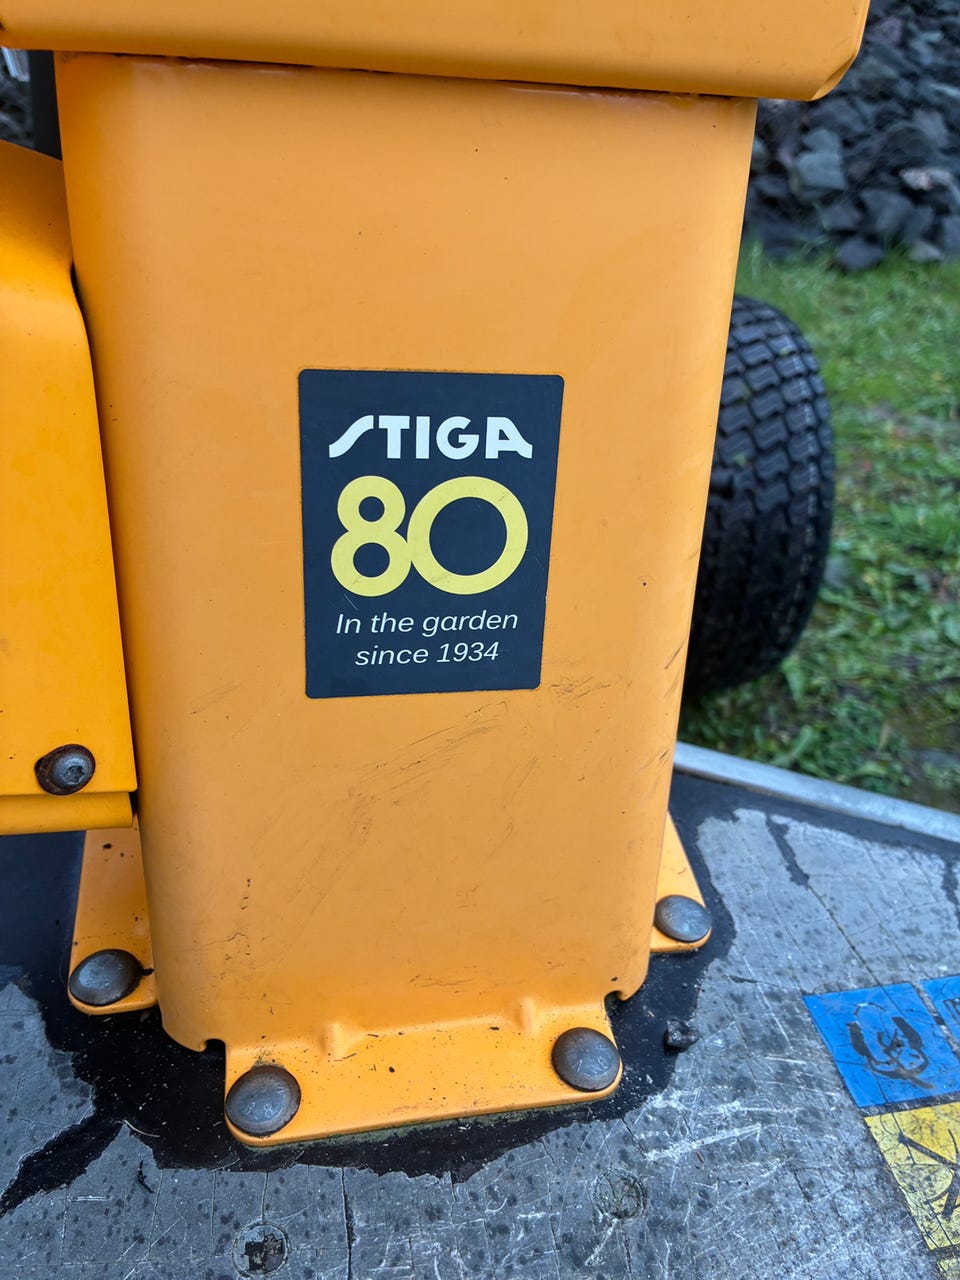 STIGA
80
In the garden
since 1934